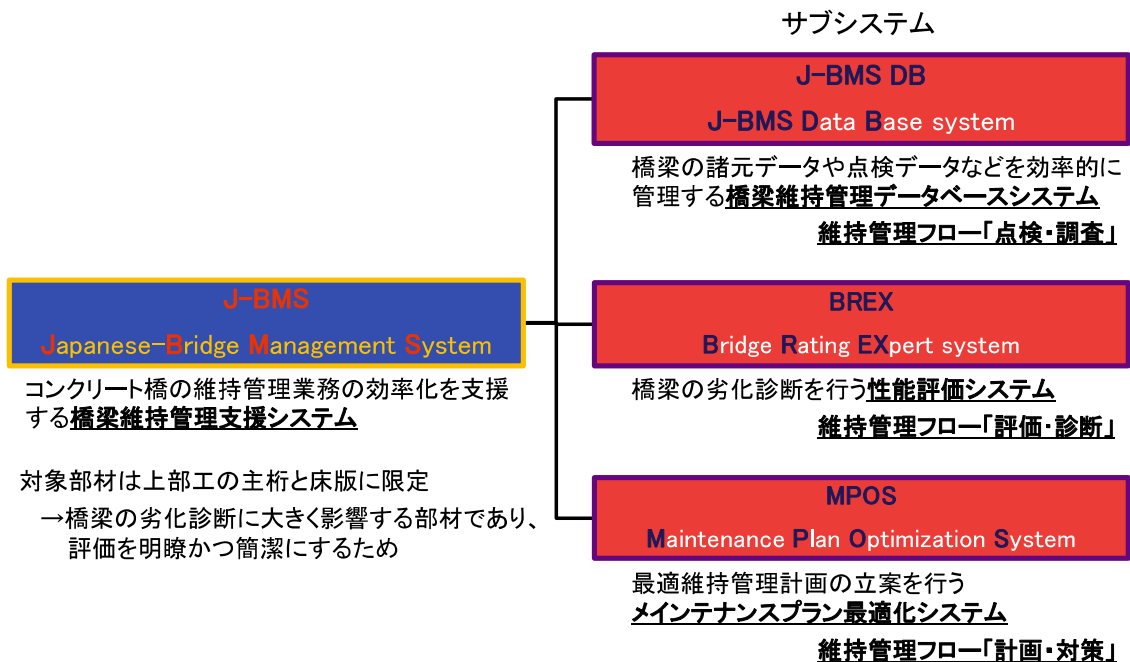 サブシステム
J-BMS DB
J-BMS Data Base system
橋梁の諸元データや点検データなどを効率的に
管理する橋梁維持管理データベースシステム
維持管理フロー「点検・調査」
J-BMS
Japanese-Bridge Management System
コンクリート橋の維持管理業務の効率化を支援
する橋梁維持管理支援システム
対象部材は上部工の主桁と床版に限定
→橋梁の劣化診断に大きく影響する部材であり、
評価を明瞭かつ簡潔にするため
BREX
Bridge Rating EXpert system
橋梁の劣化診断を行う性能評価システム
維持管理フロー「評価・診断」
MPOS
Maintenance Plan Optimization System
最適維持管理計画の立案を行う
メインテナンスプラン最適化システム
維持管理フロー「計画・対策」